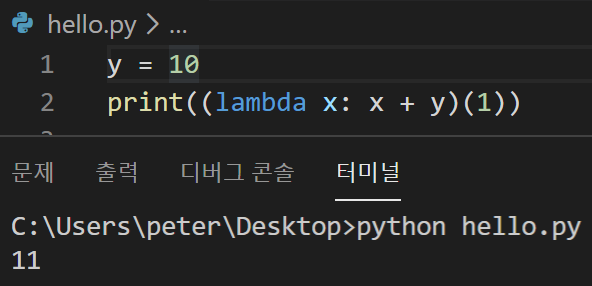 hello.py > ...
1 y = 10
2 print((lambda x: x + y)(1))
문제 출력 디버그 콘솔 터미널
C:\Users\peter\Desktop>python hello.py
11